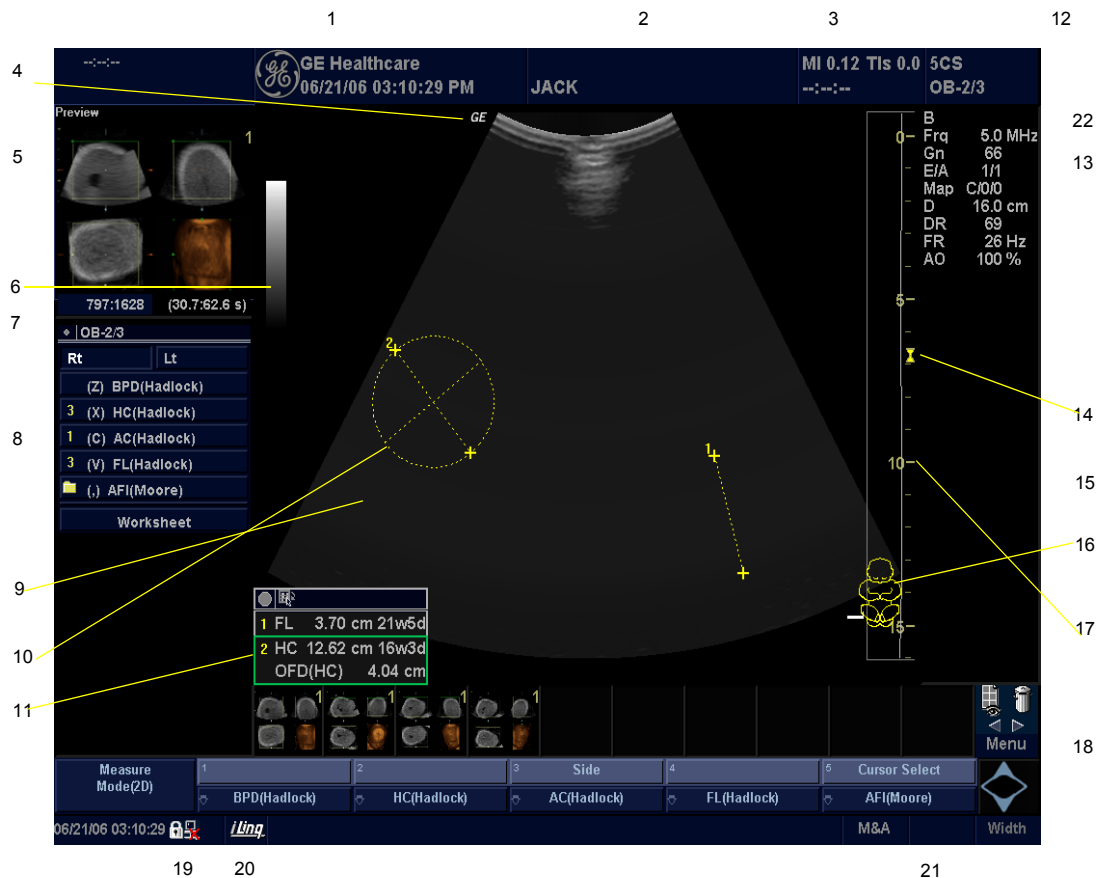 1 2 3 12
4
--:--:--
GE Healthcare
06/21/06 03:10:29 PM
JACK
MI 0.12 TIs 0.0
--:--:--
5CS
OB-2/3
Preview
1
GE
5
6
7
8
9
10
11
797:1628 (30.7:62.6 s)
OB-2/3
Rt Lt
(Z) BPD(Hadlock)
3 (X) HC(Hadlock)
1 (C) AC(Hadlock)
3 (V) FL(Hadlock)
(,) AFI(Moore)
Worksheet
2
1
0
5
10
15
B
Frq 5.0 MHz
Gn 66
E/A 1/1
Map C/0/0
D 16.0 cm
DR 69
FR 26 Hz
AO 100 %
22
13
14
15
16
17
18
1 FL 3.70 cm 21w5d
2 HC 12.62 cm 16w3d
OFD(HC) 4.04 cm
1 1 1 1
Menu
Measure
Mode(2D)
1 2 3 Side 4 5 Cursor Select
BPD(Hadlock) HC(Hadlock) AC(Hadlock) FL(Hadlock) AFI(Moore)
06/21/06 03:10:29 iLinq M&A Width
19 20 21